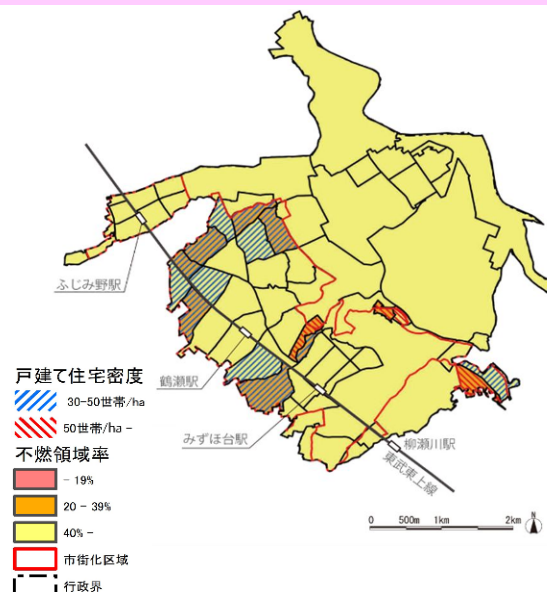 ふじみ野駅
鶴瀬駅
みずほ台駅
柳瀬川駅
東武東上線
戸建て住宅密度
30-50世帯/ha
50世帯/ha -
不燃領域率
- 19%
20 - 39%
40% -
市街化区域
行政界
0 500m 1km 2km
N